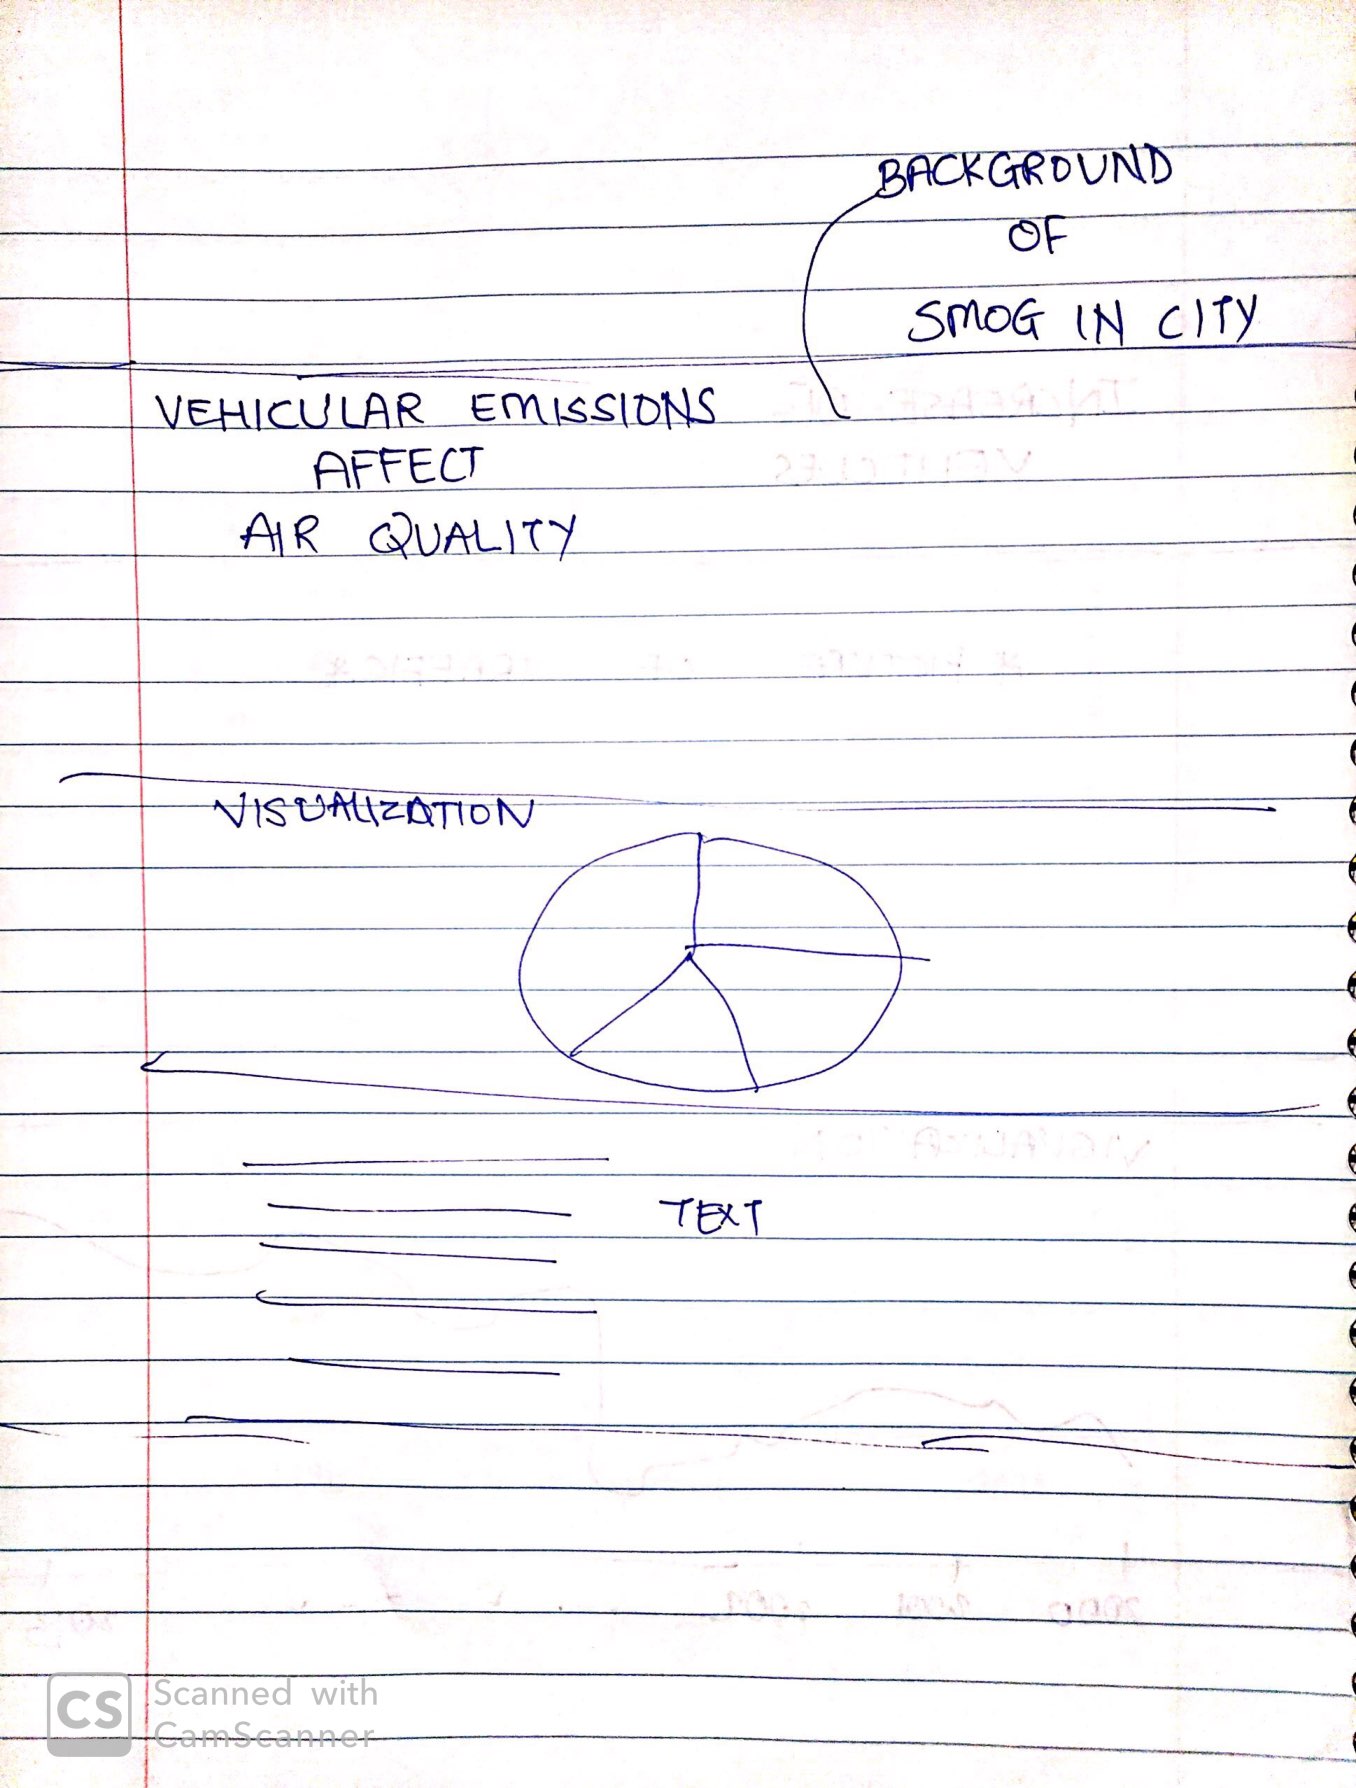 BACKGROUND
OF
SMOG IN CITY
VEHICULAR EMISSIONS
AFFECT
AIR QUALITY
VISUALIZATION
TEXT
CS Scanned with
CamScanner